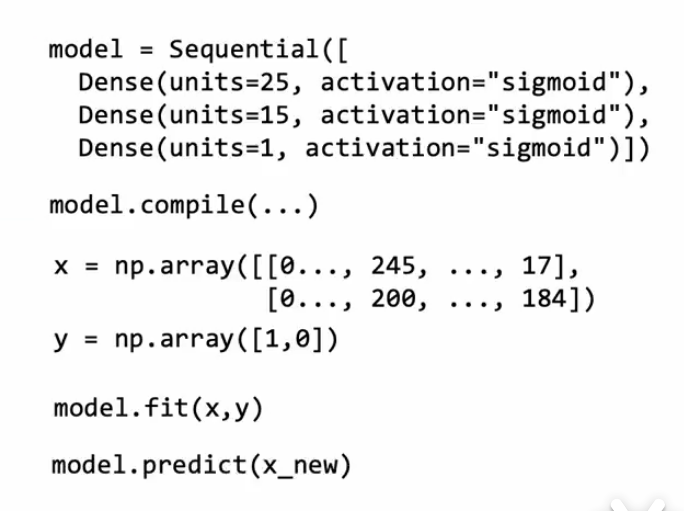 model = Sequential([
Dense(units=25, activation="sigmoid"),
Dense(units=15, activation="sigmoid"),
Dense(units=1, activation="sigmoid")])
model.compile(...)
x = np.array([[0..., 245, ..., 17],
[0..., 200, ..., 184])
y = np.array([1,0])
model.fit(x,y)
model.predict(x_new)